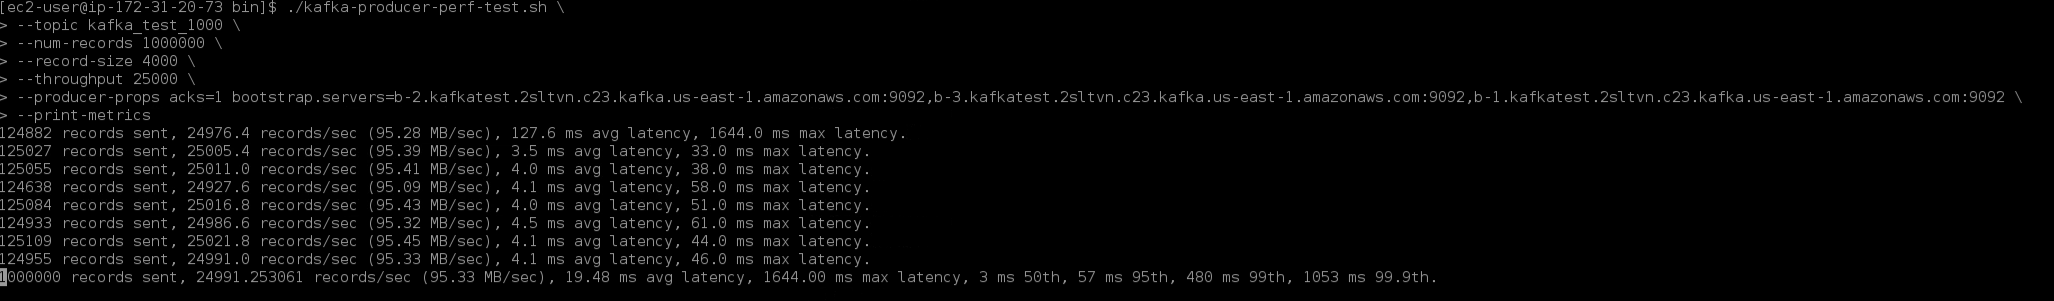 [ec2-user@ip-172-31-20-73 bin]$ ./kafka-producer-perf-test.sh \
> --topic kafka_test_1000 \
> --num-records 1000000 \
> --record-size 4000 \
> --throughput 25000 \
> --producer-props acks=1 bootstrap.servers=b-2.kafkatest.2sltvn.c23.kafka.us-east-1.amazonaws.com:9092,b-3.kafkatest.2sltvn.c23.kafka.us-east-1.amazonaws.com:9092,b-1.kafkatest.2sltvn.c23.kafka.us-east-1.amazonaws.com:9092 \
> --print-metrics
124882 records sent, 24976.4 records/sec (95.28 MB/sec), 127.6 ms avg latency, 1644.0 ms max latency.
125027 records sent, 25005.4 records/sec (95.39 MB/sec), 3.5 ms avg latency, 33.0 ms max latency.
125055 records sent, 25011.0 records/sec (95.41 MB/sec), 4.0 ms avg latency, 38.0 ms max latency.
124638 records sent, 24927.6 records/sec (95.09 MB/sec), 4.1 ms avg latency, 58.0 ms max latency.
125084 records sent, 25016.8 records/sec (95.43 MB/sec), 4.0 ms avg latency, 51.0 ms max latency.
124933 records sent, 24986.6 records/sec (95.32 MB/sec), 4.5 ms avg latency, 61.0 ms max latency.
125109 records sent, 25021.8 records/sec (95.45 MB/sec), 4.1 ms avg latency, 44.0 ms max latency.
124955 records sent, 24991.0 records/sec (95.33 MB/sec), 4.1 ms avg latency, 46.0 ms max latency.
1000000 records sent, 24991.253061 records/sec (95.33 MB/sec), 19.48 ms avg latency, 1644.00 ms max latency, 3 ms 50th, 57 ms 95th, 480 ms 99th, 1053 ms 99.9th.